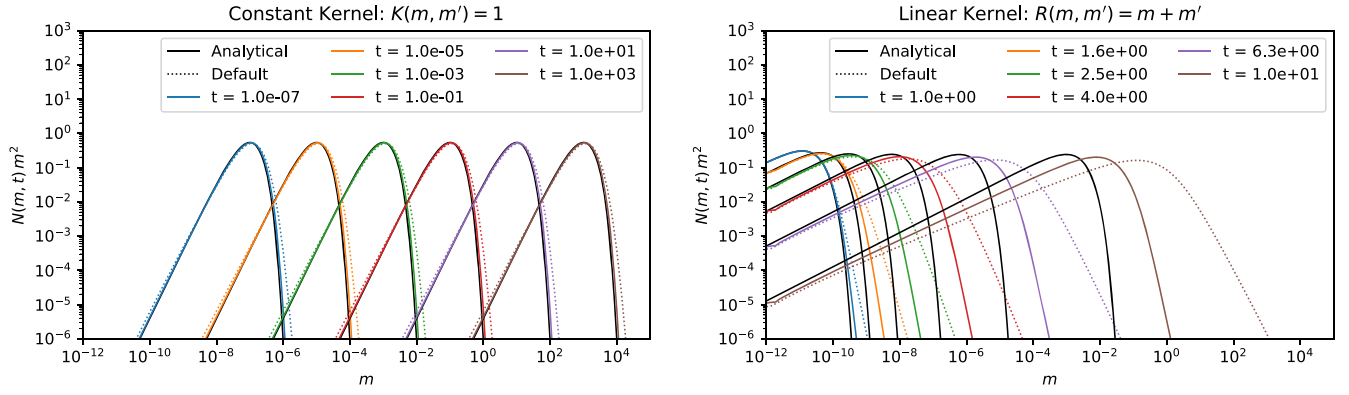 Constant Kernel: K(m, m′) = 1
10^3
10^2
10^1
10^0
10^-1
10^-2
10^-3
10^-4
10^-5
10^-6
N(m, t) m^2
Analytical
Default
t = 1.0e-07
t = 1.0e-05
t = 1.0e-03
t = 1.0e-01
t = 1.0e+01
t = 1.0e+03
10^-12 10^-10 10^-8 10^-6 10^-4 10^-2 10^0 10^2 10^4
m
Linear Kernel: R(m, m′) = m + m′
10^3
10^2
10^1
10^0
10^-1
10^-2
10^-3
10^-4
10^-5
10^-6
N(m, t) m^2
Analytical
Default
t = 1.0e+00
t = 1.6e+00
t = 2.5e+00
t = 4.0e+00
t = 6.3e+00
t = 1.0e+01
10^-12 10^-10 10^-8 10^-6 10^-4 10^-2 10^0 10^2 10^4
m